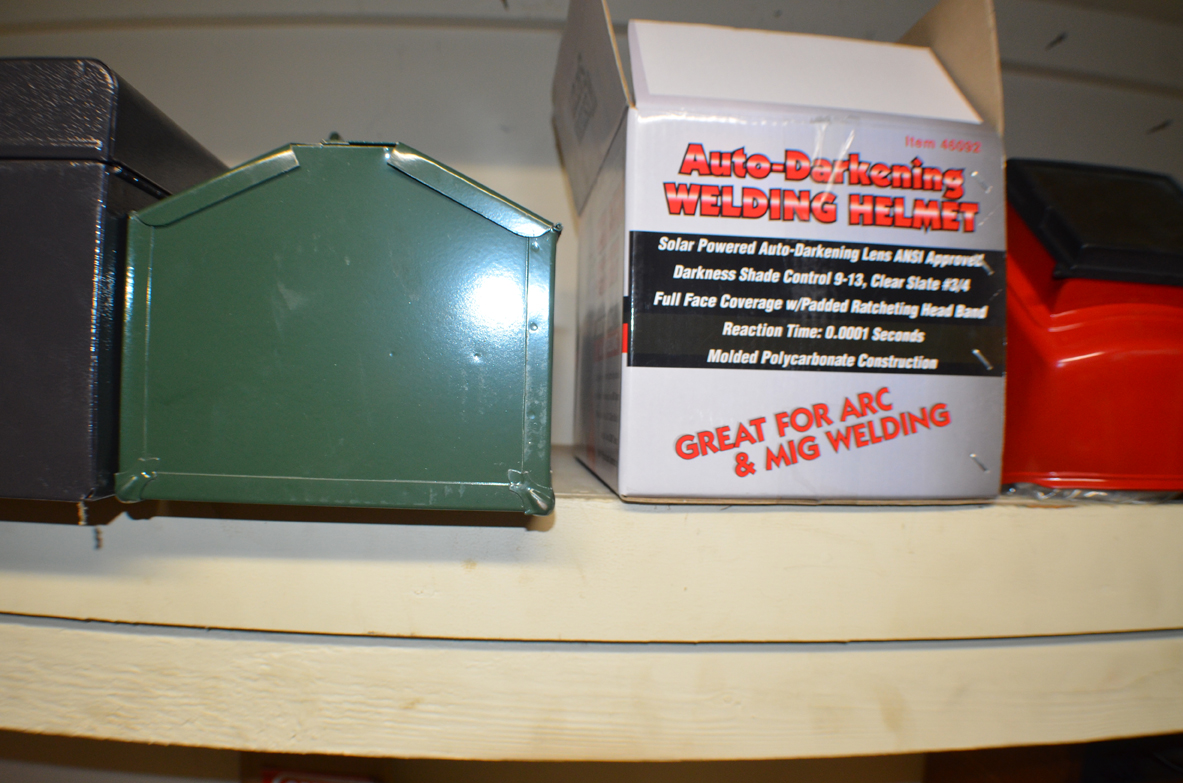 Item 46092
Auto-Darkening
WELDING HELMET
Solar Powered Auto-Darkening Lens ANSI Approved
Darkness Shade Control 9-13, Clear Slate #3/4
Full Face Coverage w/Padded Ratcheting Head Band
Reaction Time: 0.0001 Seconds
Molded Polycarbonate Construction
GREAT FOR ARC
& MIG WELDING